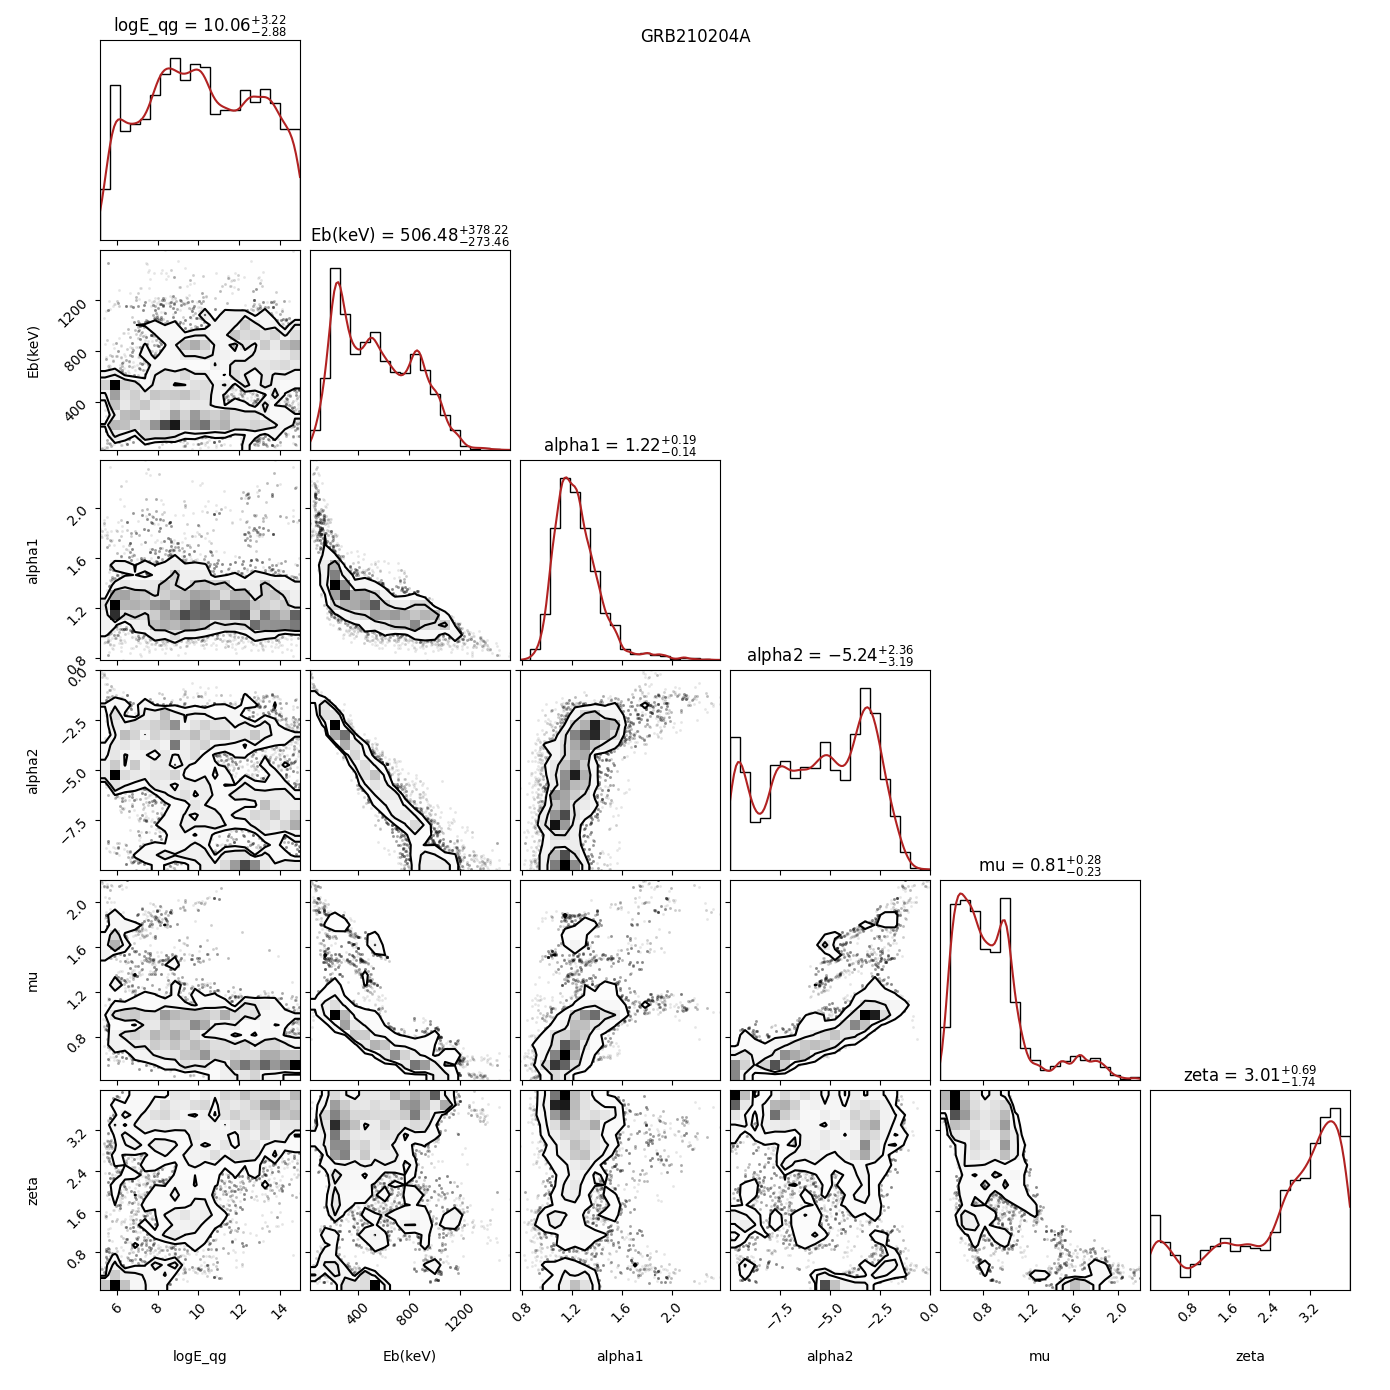 GRB210204A
logE_qg = 10.06+3.22−2.88
Eb(keV) = 506.48+378.22−273.46
Eb(keV)
1200
800
400
alpha1 = 1.22+0.19−0.14
alpha1
2.0
1.6
1.2
0.8
alpha2 = −5.24+2.36−3.19
alpha2
0.0
−2.5
−5.0
−7.5
mu = 0.81+0.28−0.23
mu
2.0
1.6
1.2
0.8
zeta = 3.01+0.69−1.74
zeta
3.2
2.4
1.6
0.8
6 8 10 12 14
400 800 1200
0.8 1.2 1.6 2.0
−7.5 −5.0 −2.5 0.0
0.8 1.2 1.6 2.0
0.8 1.6 2.4 3.2
logE_qg Eb(keV) alpha1 alpha2 mu zeta